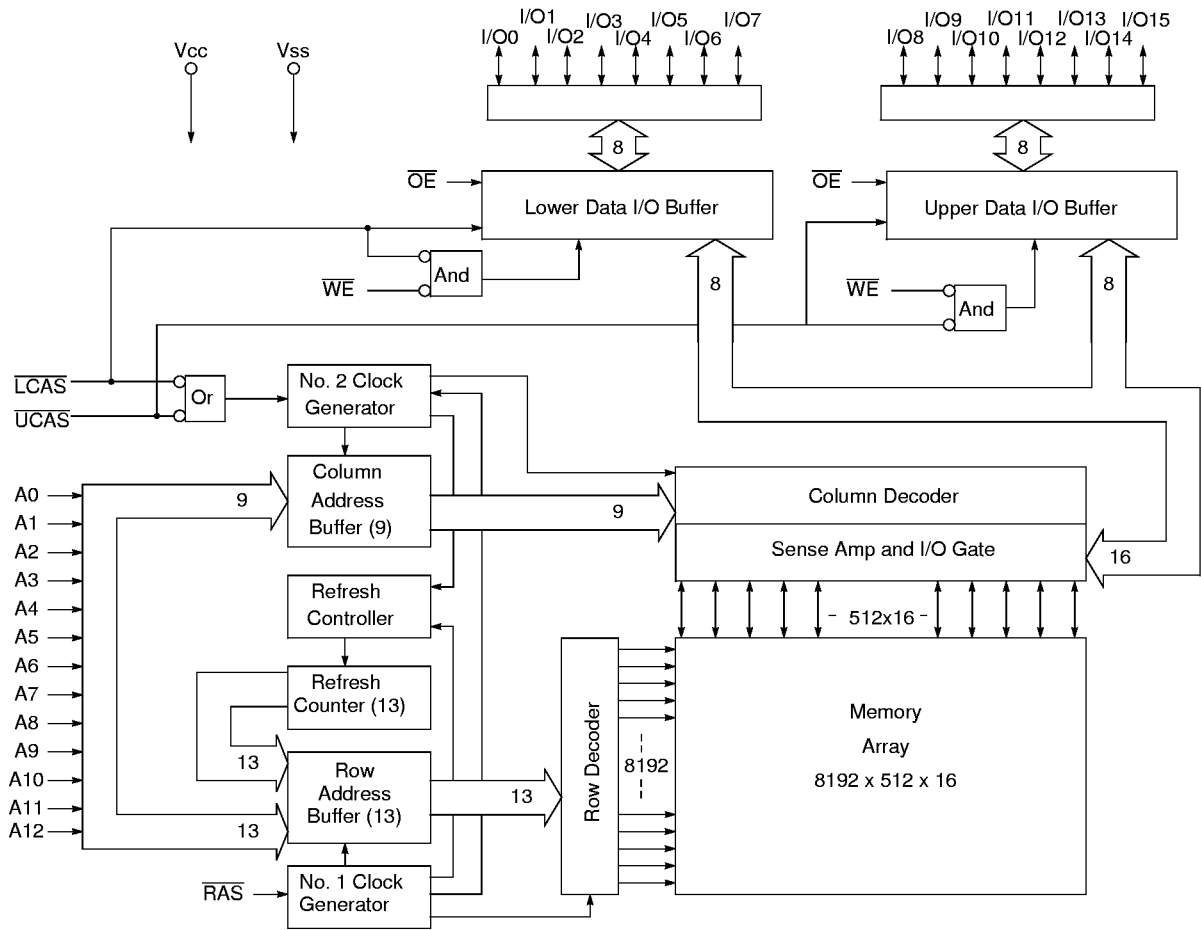 I/O0
I/O1
I/O2
I/O3
I/O4
I/O5
I/O6
I/O7
I/O8
I/O9
I/O10
I/O11
I/O12
I/O13
I/O14
I/O15
Vcc
Vss
8
8
OE
Lower Data I/O Buffer
OE
Upper Data I/O Buffer
And
WE
8
WE
And
8
LCAS
UCAS
Or
No. 2 Clock
Generator
A0
A1
A2
A3
A4
A5
A6
A7
A8
A9
A10
A11
A12
9
Column
Address
Buffer (9)
9
Column Decoder
Sense Amp and I/O Gate
16
Refresh
Controller
512x16
Refresh
Counter (13)
13
Row
Address
Buffer (13)
13
13
Row Decoder
8192
Memory
Array
8192 x 512 x 16
RAS
No. 1 Clock
Generator